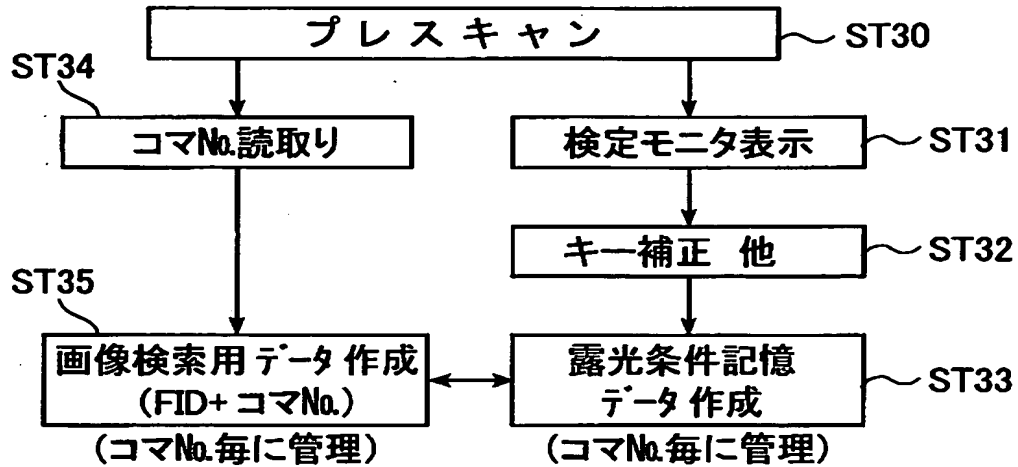 プレスキャン
ST30
ST34
コマNo.読取り
検定モニタ表示
ST31
キー補正 他
ST32
ST35
画像検索用データ作成
(FID+コマNo.)
(コマNo.毎に管理)
露光条件記憶
データ作成
ST33
(コマNo.毎に管理)